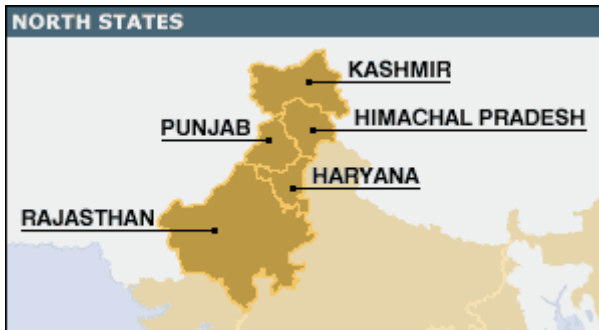 NORTH STATES
KASHMIR
HIMACHAL PRADESH
PUNJAB
HARYANA
RAJASTHAN